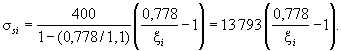 σsi = 400 / (1 − (0,778 / 1,1)) (0,778 / ξi − 1) = 13793 (0,778 / ξi − 1).